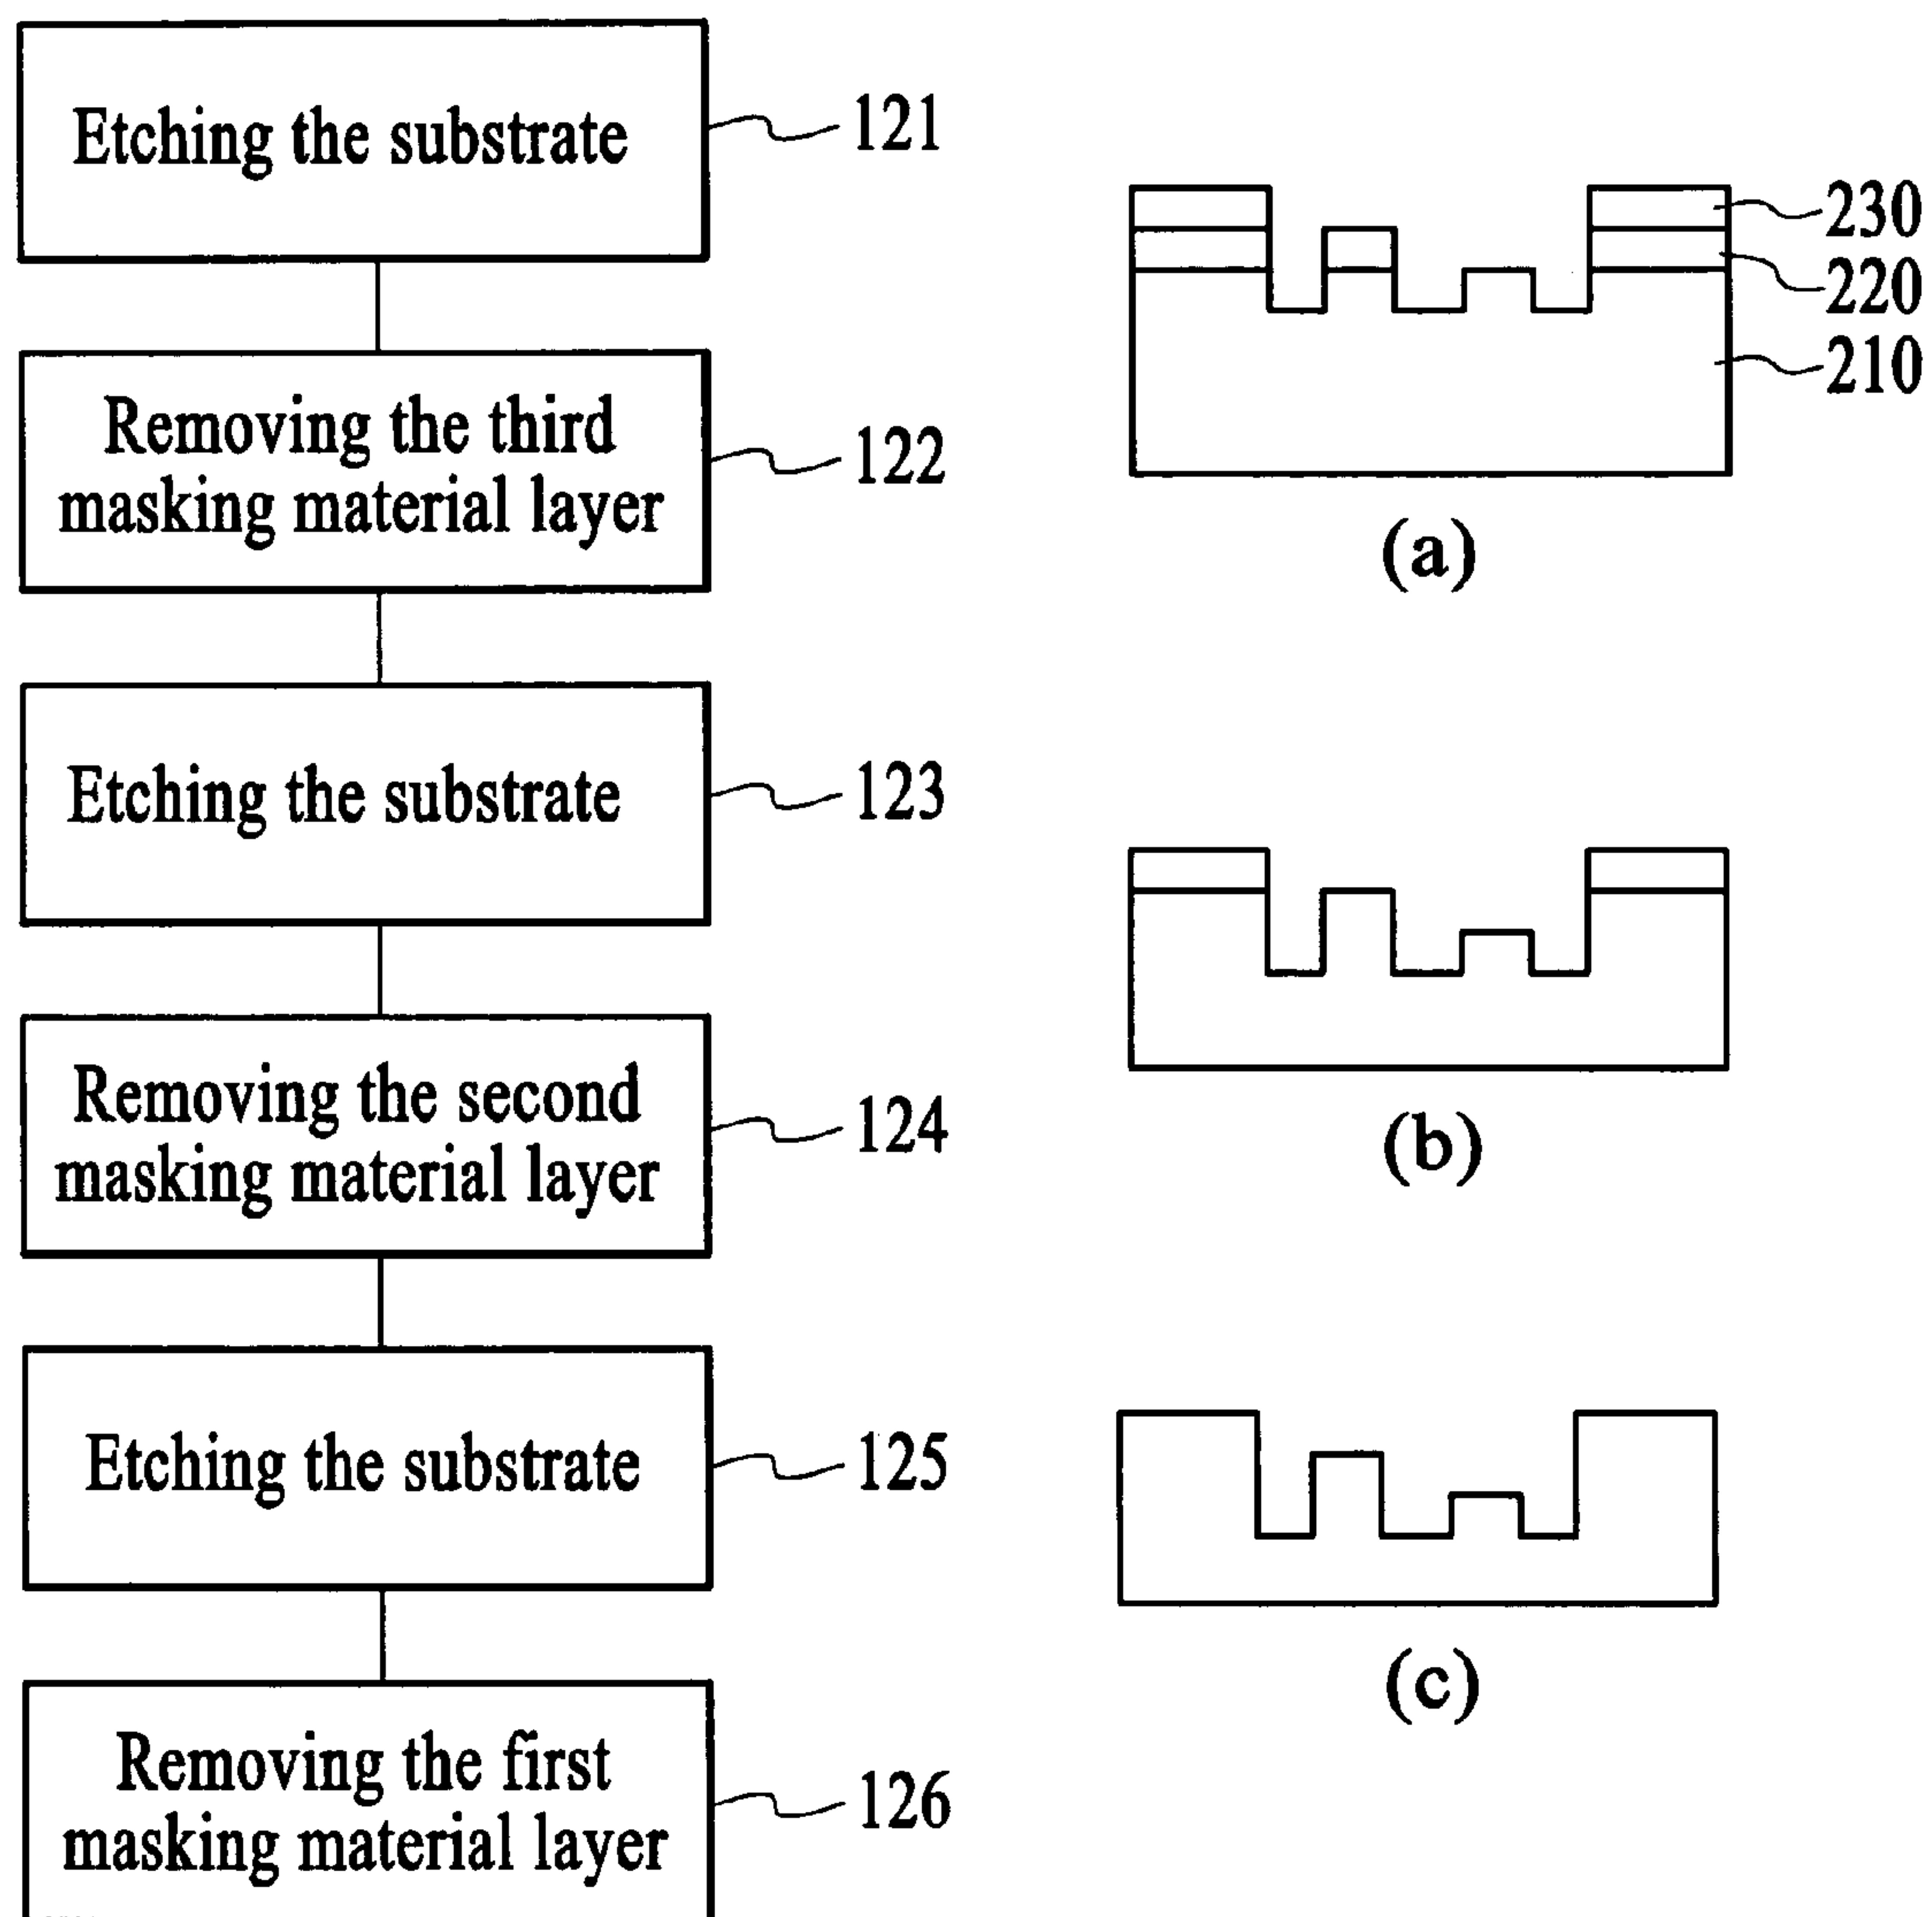 Etching the substrate
121
Removing the third
masking material layer
122
Etching the substrate
123
Removing the second
masking material layer
124
Etching the substrate
125
Removing the first
masking material layer
126
230
220
210
(a)
(b)
(c)